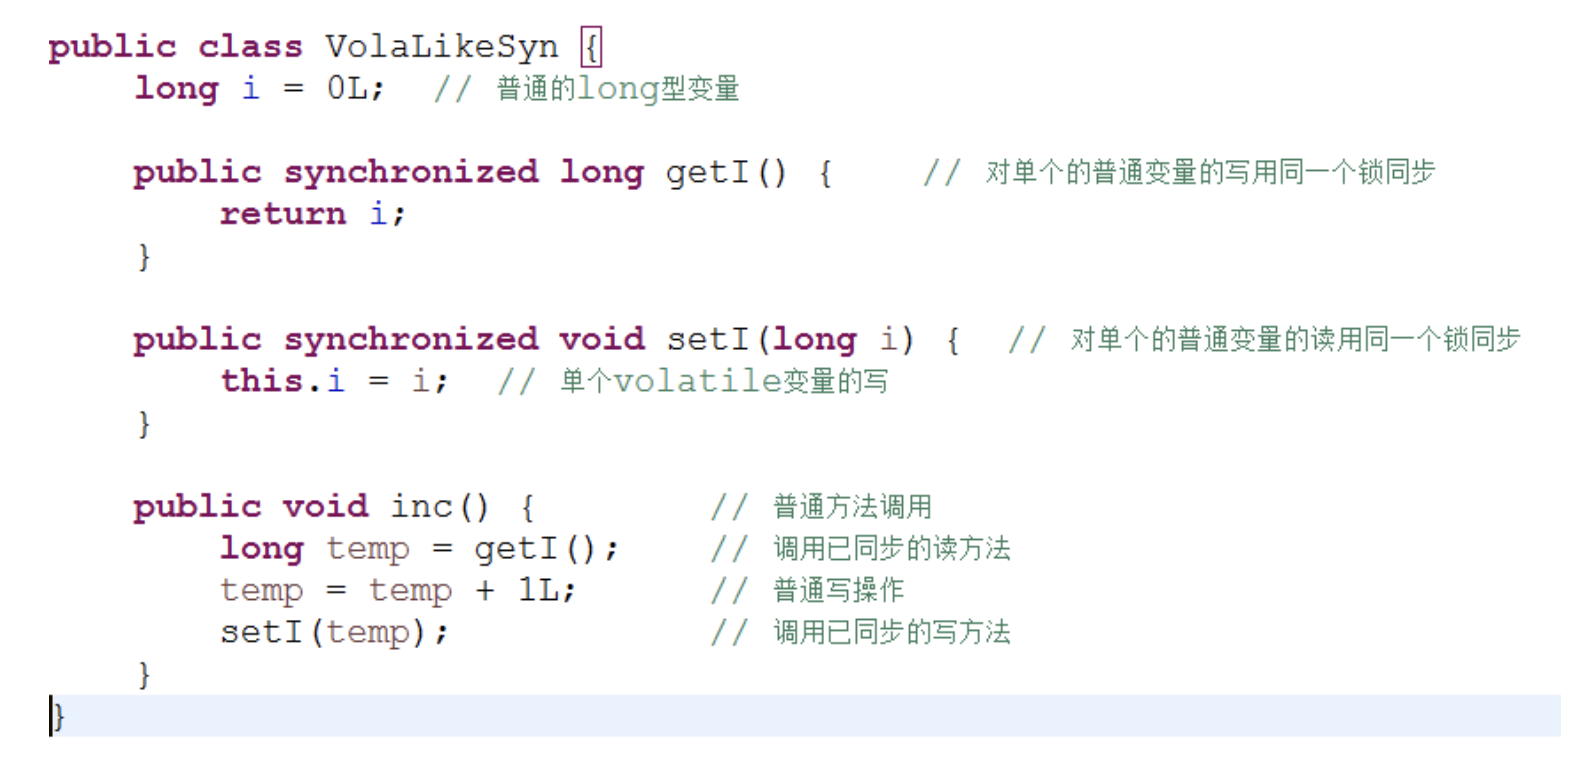 public class VolaLikeSyn {
long i = 0L; // 普通的long型变量
public synchronized long getI() { // 对单个的普通变量的写用同一个锁同步
return i;
}
public synchronized void setI(long i) { // 对单个的普通变量的读用同一个锁同步
this.i = i; // 单个volatile变量的写
}
public void inc() { // 普通方法调用
long temp = getI(); // 调用已同步的读方法
temp = temp + 1L; // 普通写操作
setI(temp); // 调用已同步的写方法
}
}